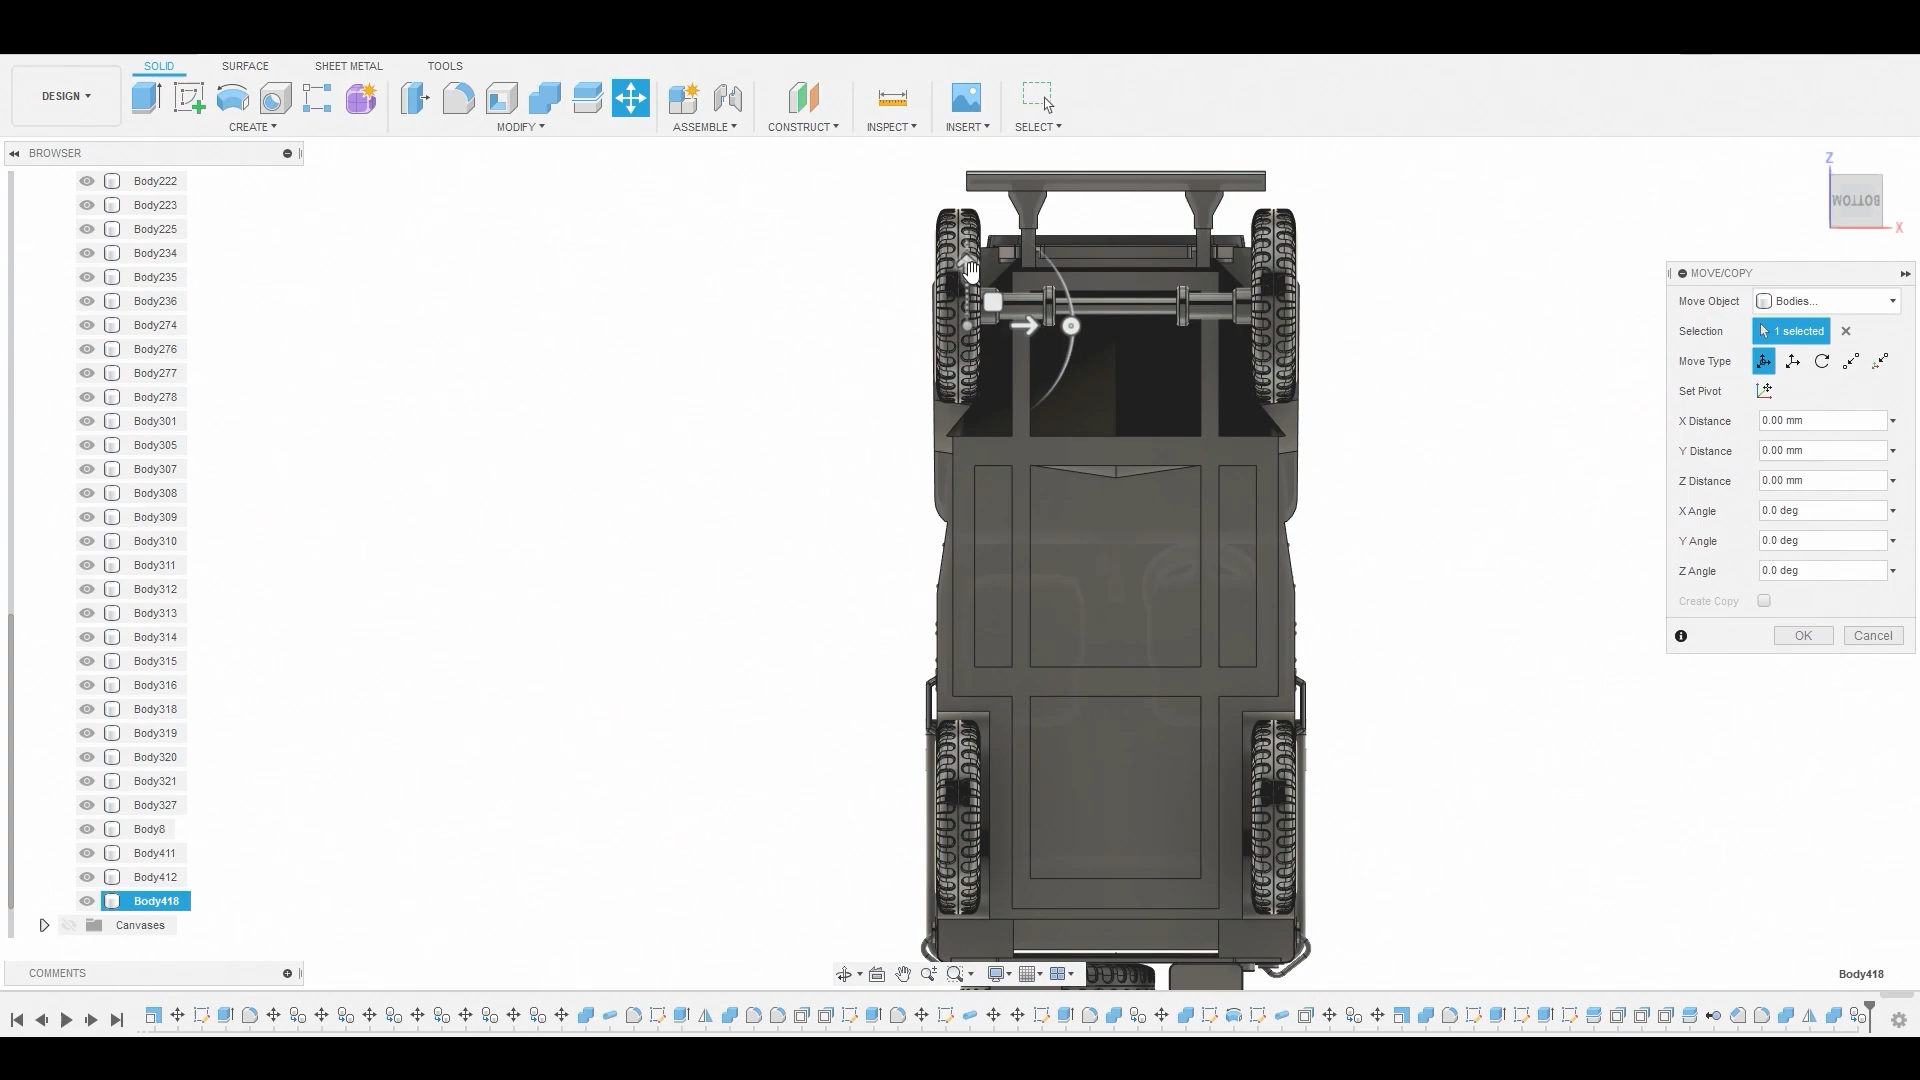 SOLID SURFACE SHEET METAL TOOLS
DESIGN
CREATE MODIFY ASSEMBLE CONSTRUCT INSPECT INSERT SELECT
BROWSER
Body222
Body223
Body225
Body234
Body235
Body236
Body274
Body276
Body277
Body278
Body301
Body305
Body307
Body308
Body309
Body310
Body311
Body312
Body313
Body314
Body315
Body316
Body318
Body319
Body320
Body321
Body327
Body8
Body411
Body412
Body418
Canvases
COMMENTS
Z
BOTTOM
X
MOVE/COPY
Move Object Bodies...
Selection 1 selected
Move Type
Set Pivot
X Distance 0.00 mm
Y Distance 0.00 mm
Z Distance 0.00 mm
X Angle 0.0 deg
Y Angle 0.0 deg
Z Angle 0.0 deg
Create Copy
OK Cancel
Body418